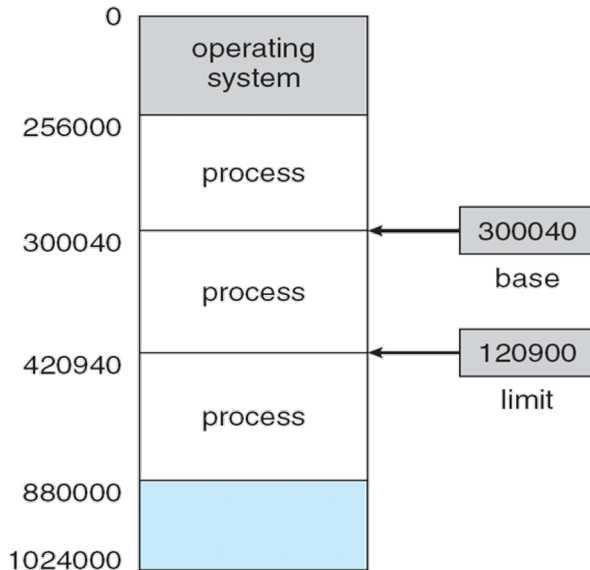 0
operating
system
256000
process
300040
300040
base
process
120900
420940
limit
process
880000
1024000